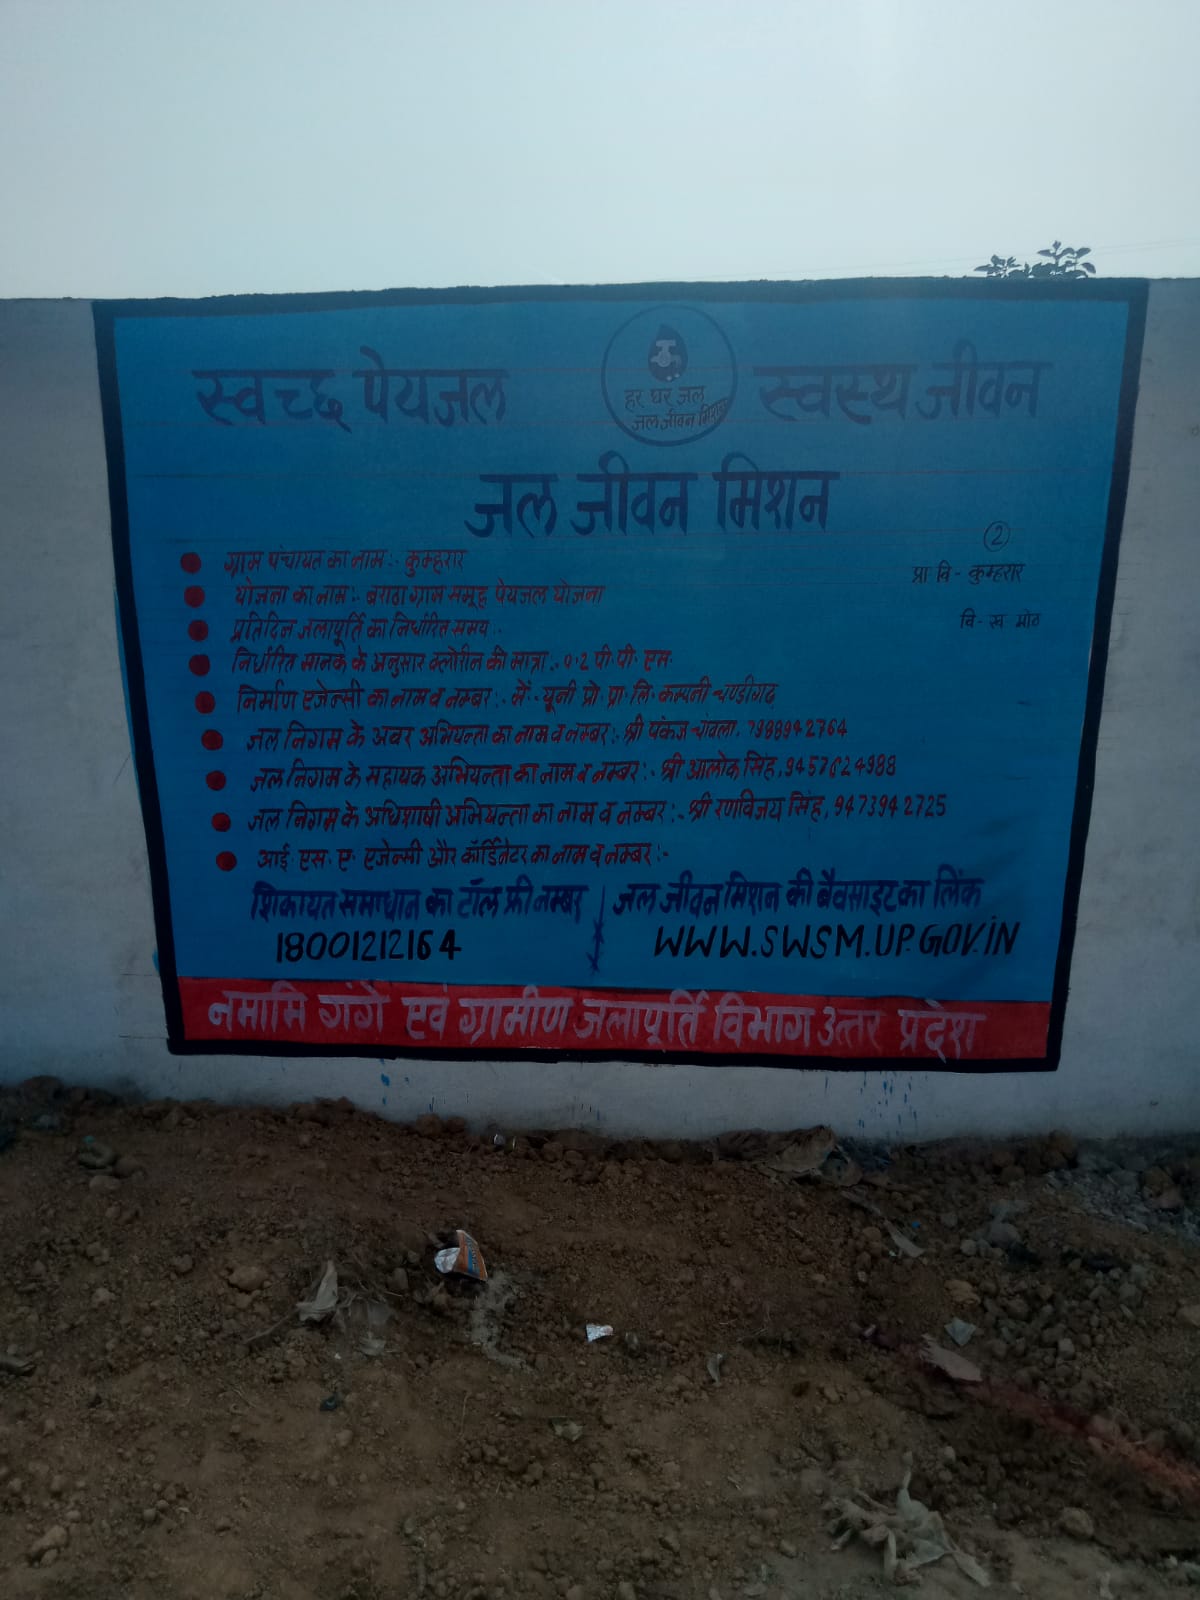 स्वच्छ पेयजल
हर घर जल
जल जीवन मिशन
स्वस्थ जीवन
जल जीवन मिशन
2
प्रा वि - कुम्हरार
वि - ख मोठ
ग्राम पंचायत का नाम :- कुम्हरार
योजना का नाम :- बराठा ग्राम समूह पेयजल योजना
प्रतिदिन जलापूर्ति का निर्धारित समय :-
निर्धारित मानक के अनुसार क्लोरीन की मात्रा :- 0.2 पी. पी. एम.
निर्माण एजेन्सी का नाम व नम्बर :- मै. यूनी प्रो प्रा. लि. कम्पनी चण्डीगढ़
जल निगम के अवर अभियन्ता का नाम व नम्बर :- श्री पंकज चावला, 7988942764
जल निगम के सहायक अभियन्ता का नाम व नम्बर :- श्री आलोक सिंह, 9457624988
जल निगम के अधिशाषी अभियन्ता का नाम व नम्बर :- श्री रणविजय सिंह, 9473942725
आई. एस. ए. एजेन्सी और कॉर्डिनेटर का नाम व नम्बर :-
शिकायत समाधान का टॉल फ्री नम्बर
18001212164
जल जीवन मिशन की बैवसाइट का लिंक
WWW.SWSM.UP.GOV.iN
नमामि गंगे एवं ग्रामीण जलापूर्ति विभाग उत्तर प्रदेश